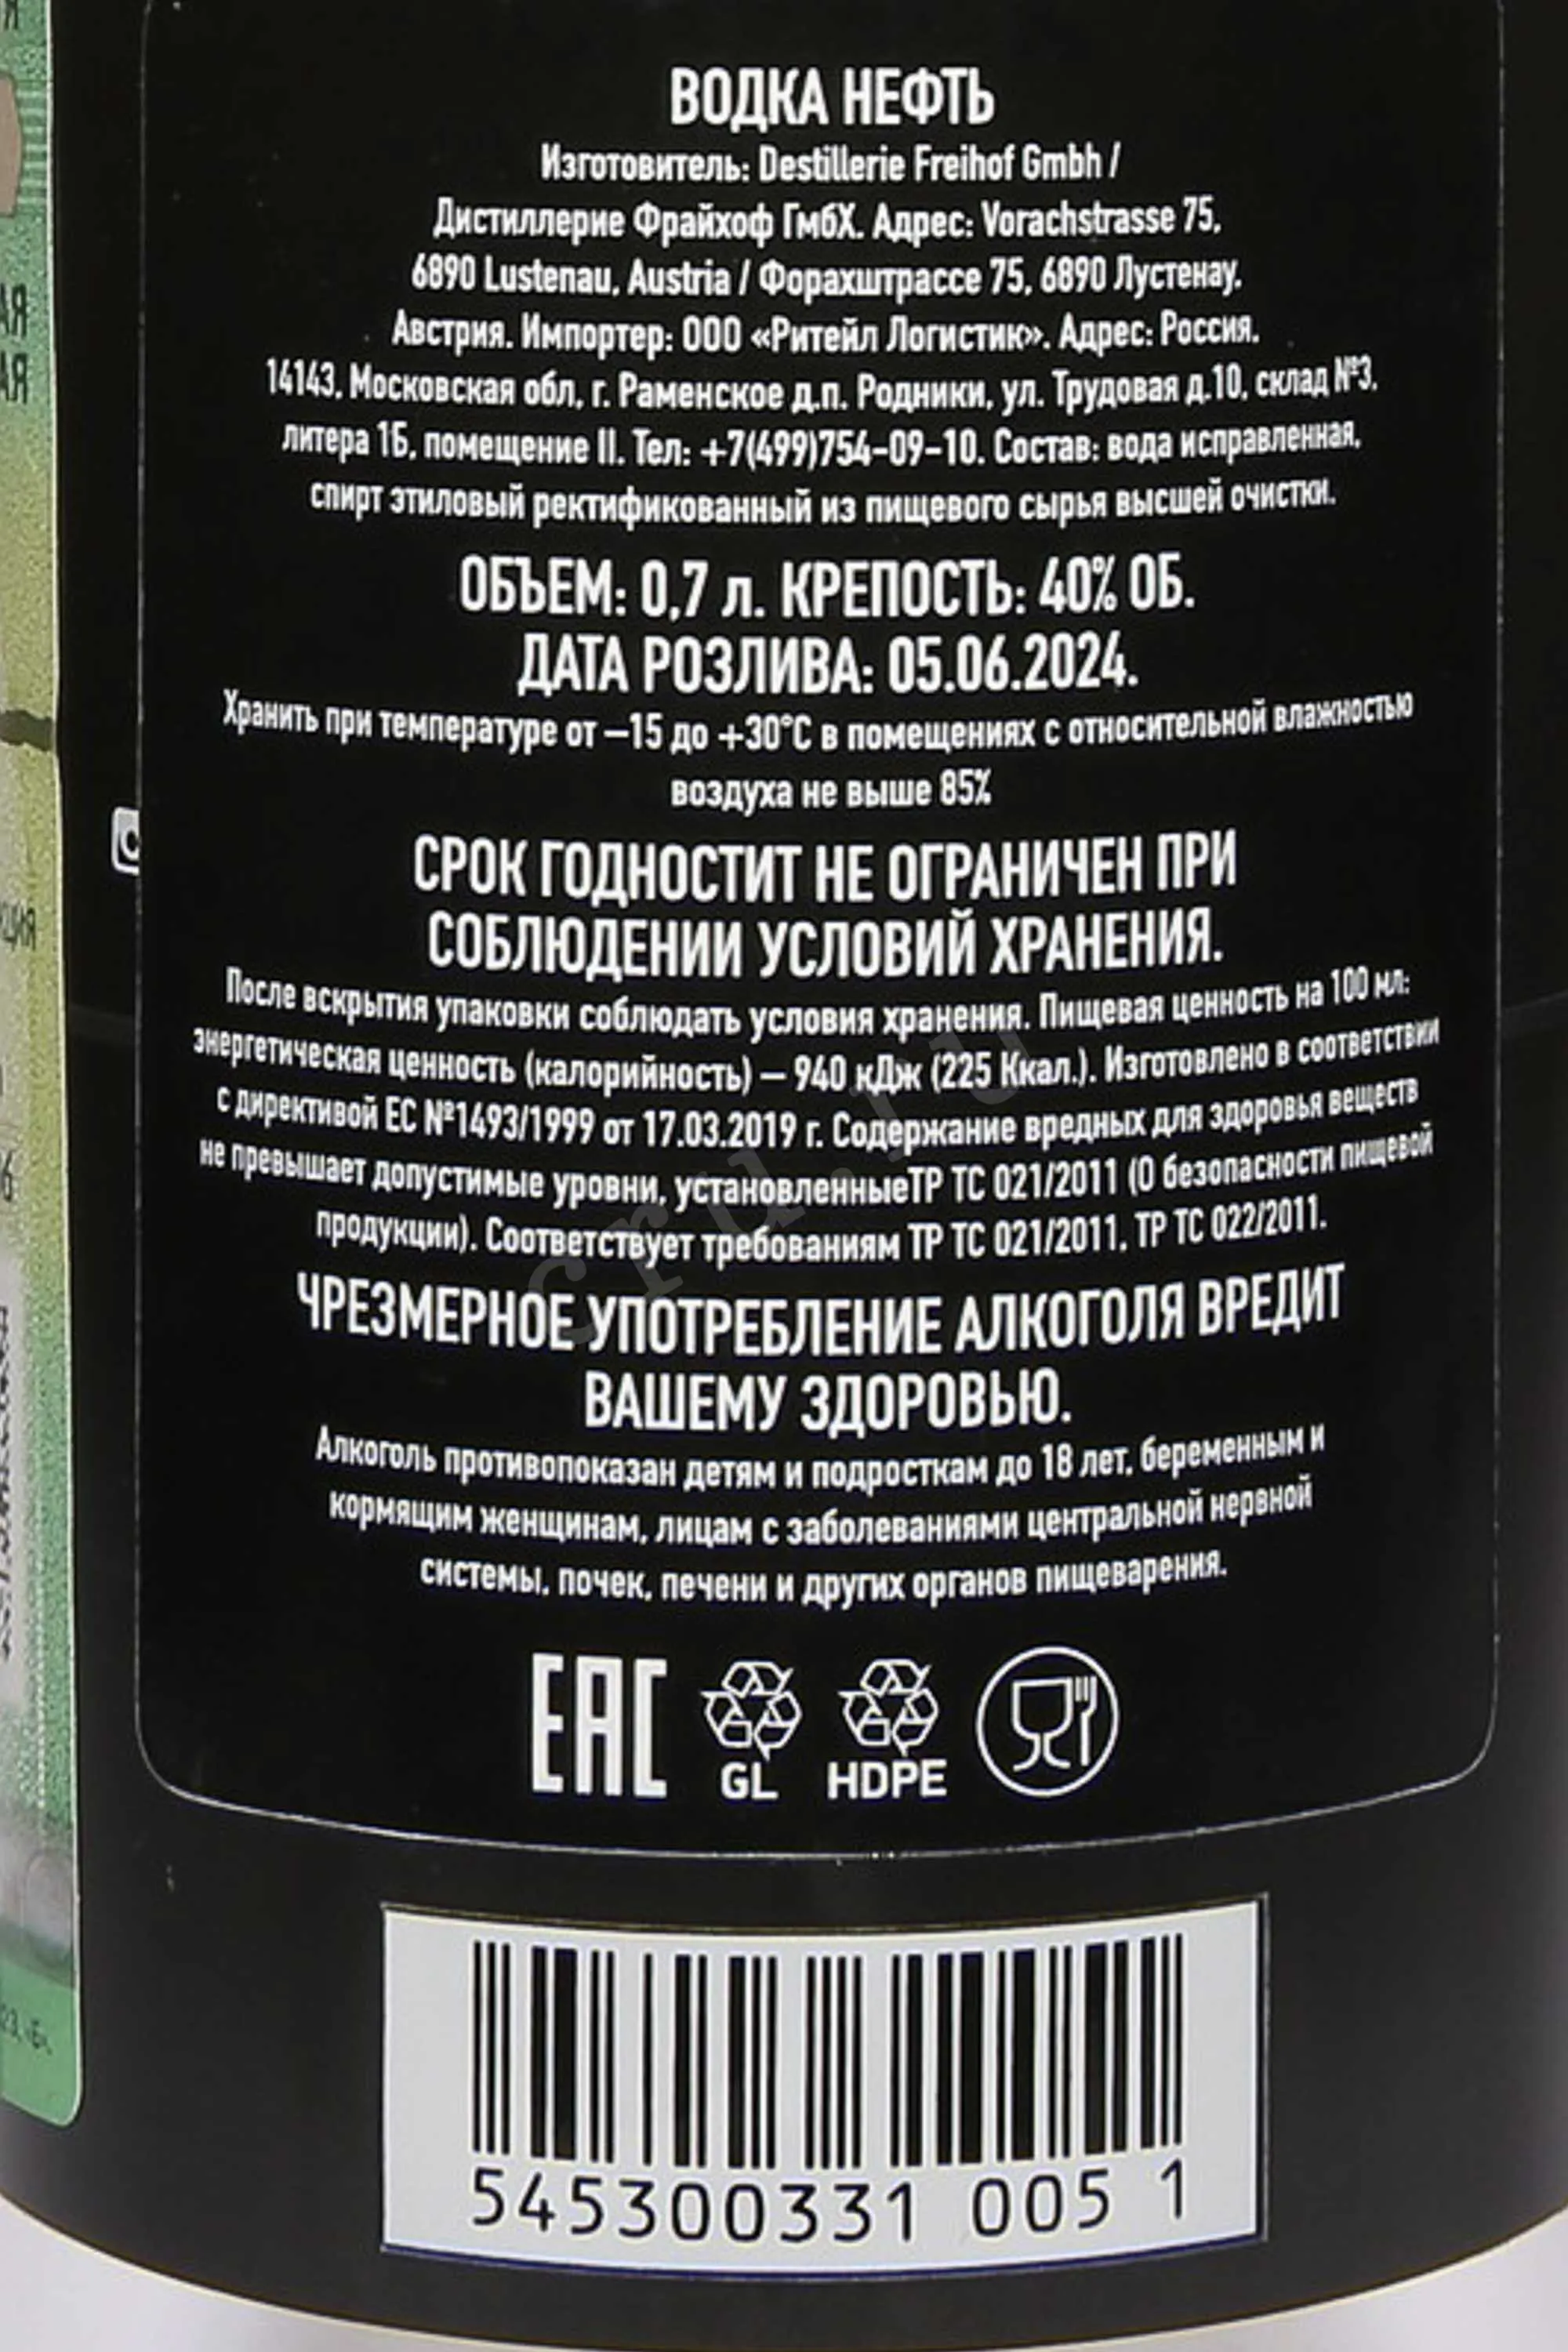 ВОДКА НЕФТЬ
Изготовитель: Destillerie Freihof Gmbh /
Дистиллерие Фрайхоф ГмбХ. Адрес: Vorachstrasse 75,
6890 Lustenau, Austria / Форахштрассе 75, 6890 Лустенау,
Австрия. Импортер: ООО «Ритейл Логистик». Адрес: Россия,
14143, Московская обл, г. Раменское д.п. Родники, ул. Трудовая д.10, склад №3,
литера 1Б, помещение II. Тел: +7(499)754-09-10. Состав: вода исправленная,
спирт этиловый ректификованный из пищевого сырья высшей очистки.
ОБЪЕМ: 0,7 л. КРЕПОСТЬ: 40% ОБ.
ДАТА РОЗЛИВА: 05.06.2024.
Хранить при температуре от –15 до +30°С в помещениях с относительной влажностью
воздуха не выше 85%
СРОК ГОДНОСТИТ НЕ ОГРАНИЧЕН ПРИ
СОБЛЮДЕНИИ УСЛОВИЙ ХРАНЕНИЯ.
После вскрытия упаковки соблюдать условия хранения. Пищевая ценность на 100 мл:
энергетическая ценность (калорийность) – 940 кДж (225 Ккал.). Изготовлено в соответствии
с директивой ЕС №1493/1999 от 17.03.2019 г. Содержание вредных для здоровья веществ
не превышает допустимые уровни, установленныеТР ТС 021/2011 (О безопасности пищевой
продукции). Соответствует требованиям ТР ТС 021/2011, ТР ТС 022/2011.
ЧРЕЗМЕРНОЕ УПОТРЕБЛЕНИЕ АЛКОГОЛЯ ВРЕДИТ
ВАШЕМУ ЗДОРОВЬЮ.
Алкоголь противопоказан детям и подросткам до 18 лет, беременным и
кормящим женщинам, лицам с заболеваниями центральной нервной
системы, почек, печени и других органов пищеварения.
ЕАС
GL HDPE
545300331 005 1
cru.ru